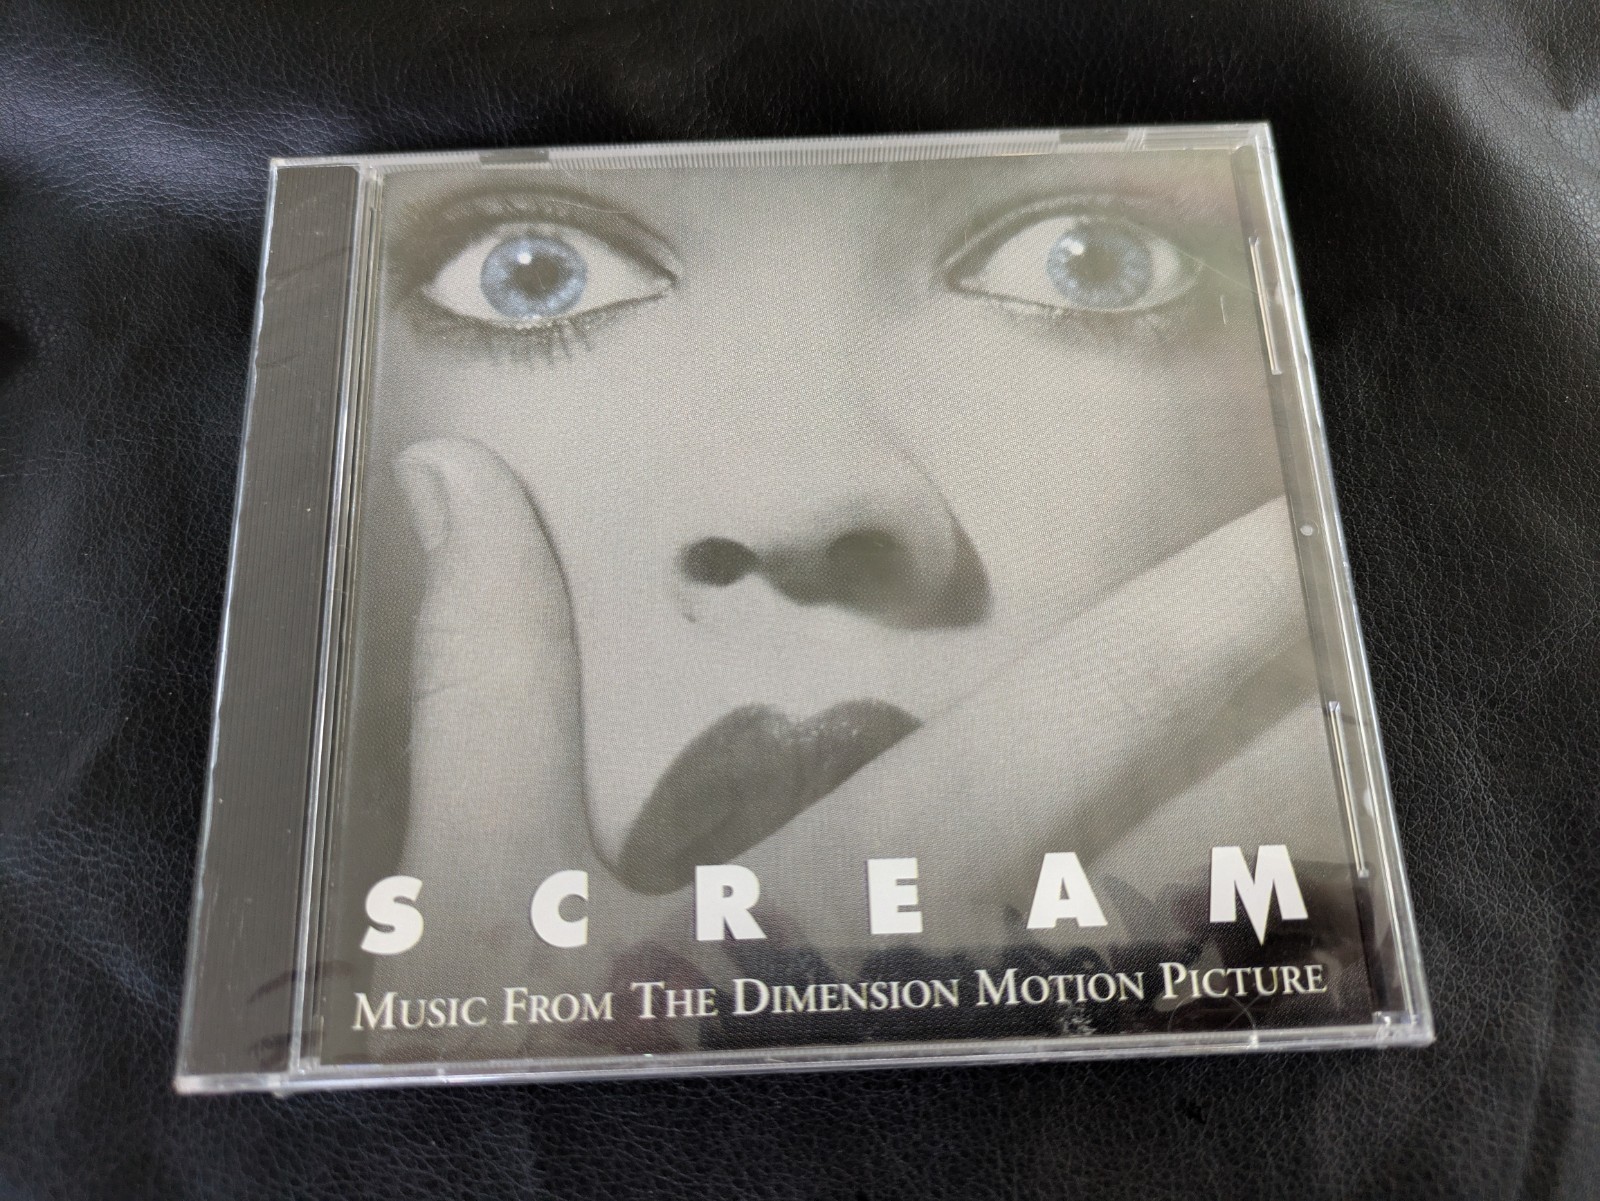 SCREAM
MUSIC FROM THE DIMENSION MOTION PICTURE